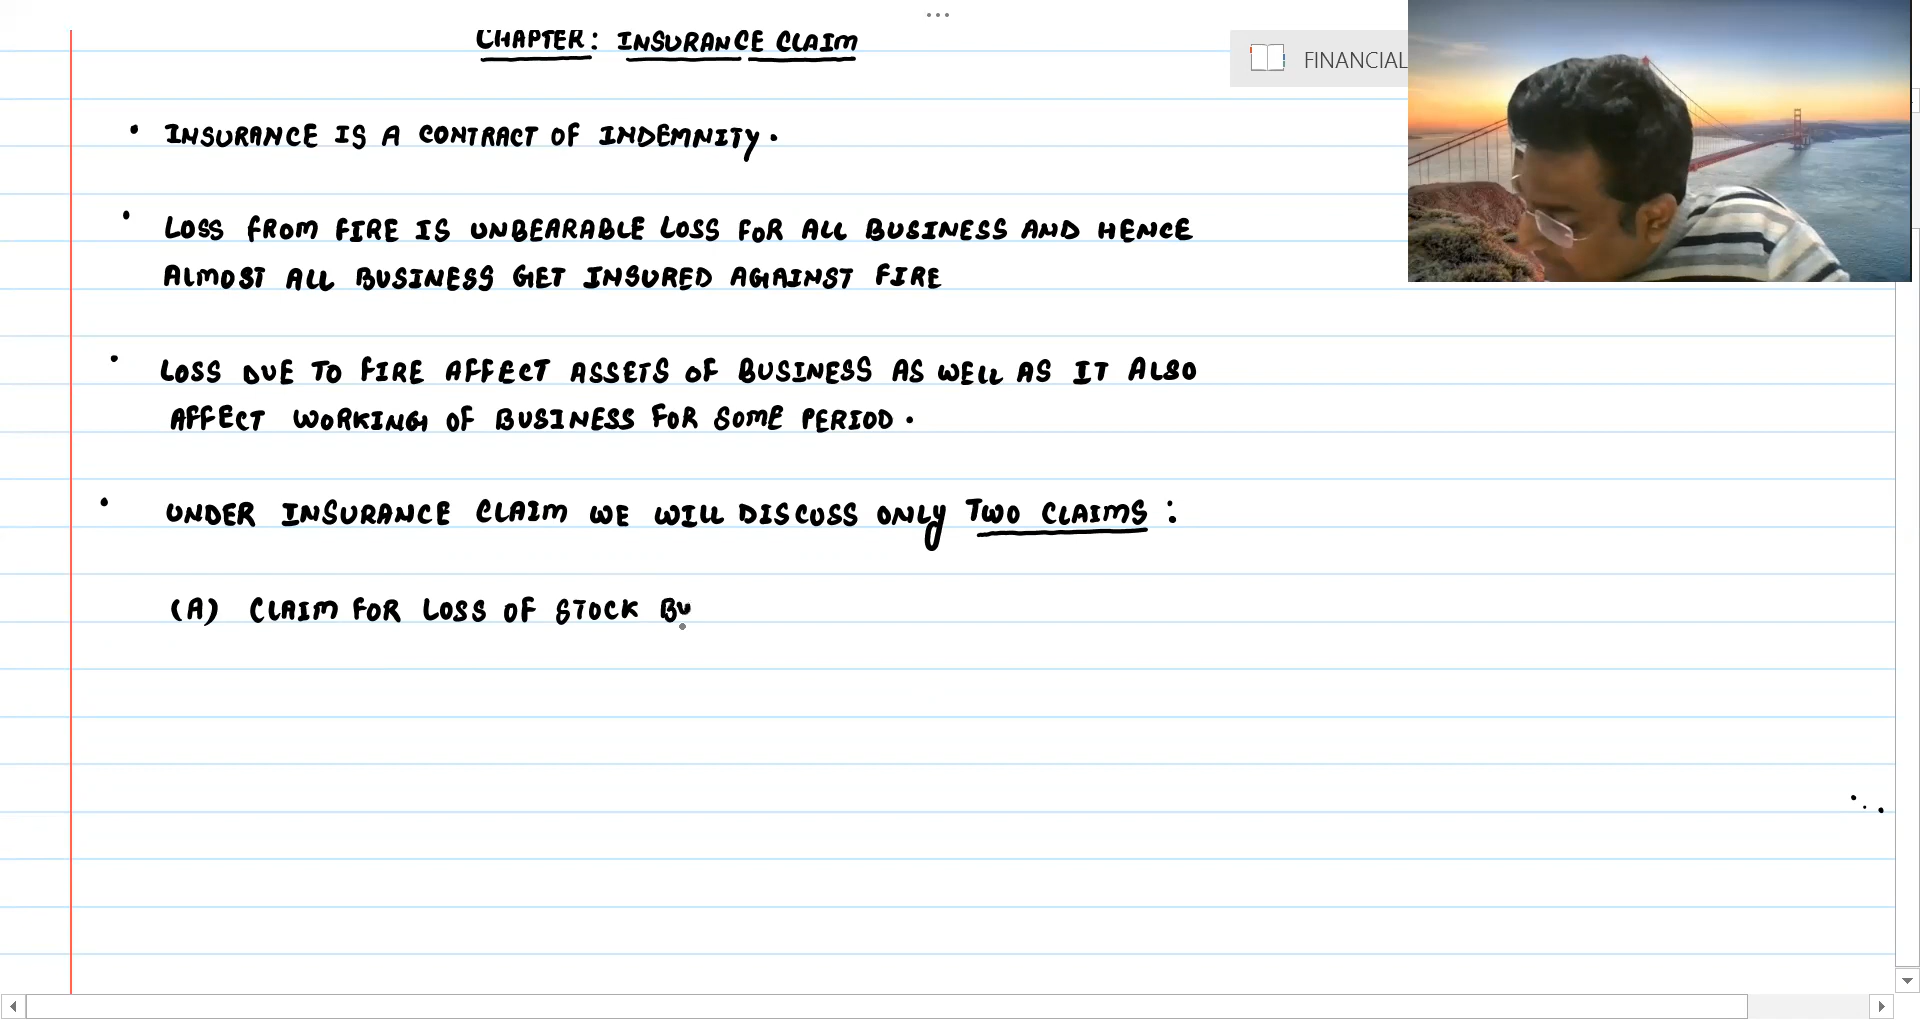 CHAPTER: INSURANCE CLAIM
FINANCIAL
• INSURANCE IS A CONTRACT OF INDEMNITY.
• LOSS FROM FIRE IS UNBEARABLE LOSS FOR ALL BUSINESS AND HENCE
ALMOST ALL BUSINESS GET INSURED AGAINST FIRE
• LOSS DUE TO FIRE AFFECT ASSETS OF BUSINESS AS WELL AS IT ALSO
AFFECT WORKING OF BUSINESS FOR SOME PERIOD.
• UNDER INSURANCE CLAIM WE WILL DISCUSS ONLY TWO CLAIMS:
(A) CLAIM FOR LOSS OF STOCK BU